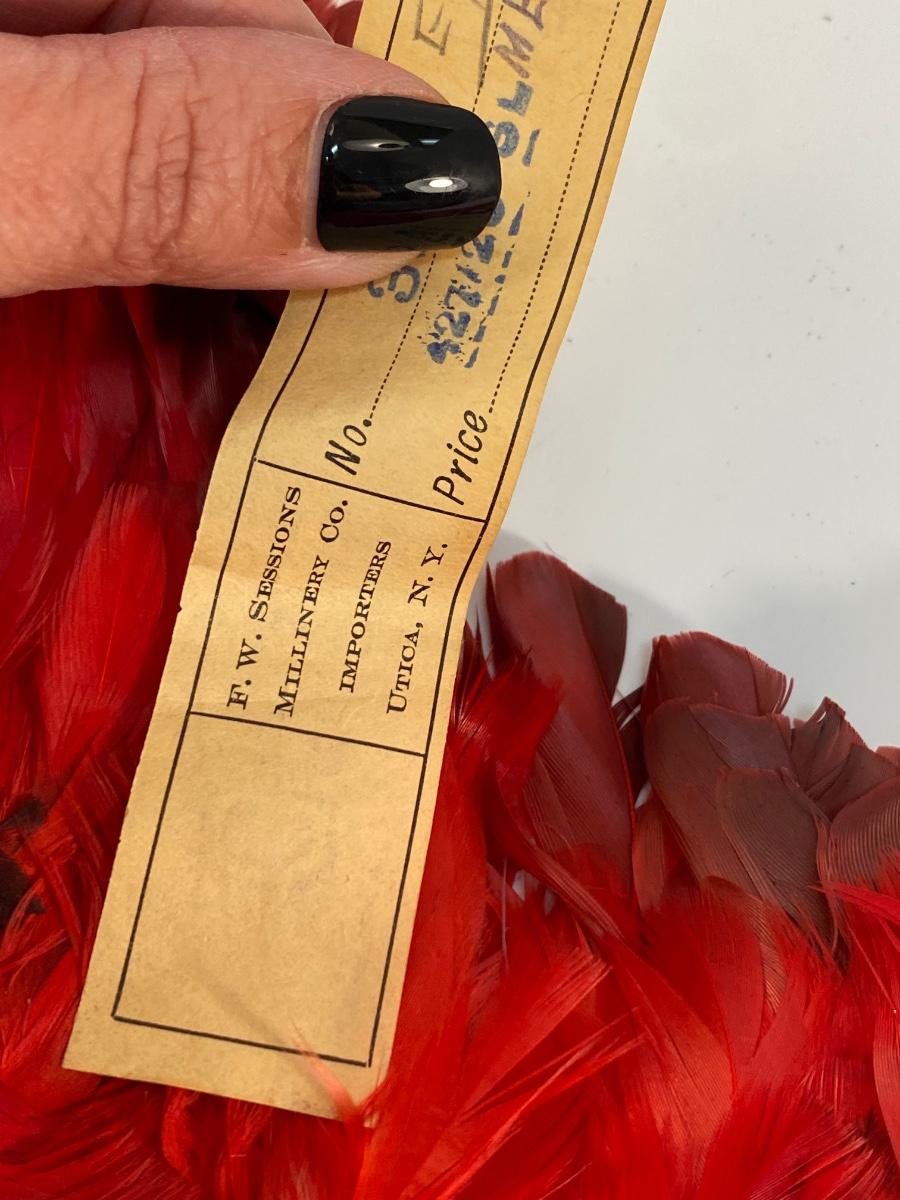 F. W. SESSIONS
MILLINERY CO.
IMPORTERS
UTICA, N. Y.
No.
Price